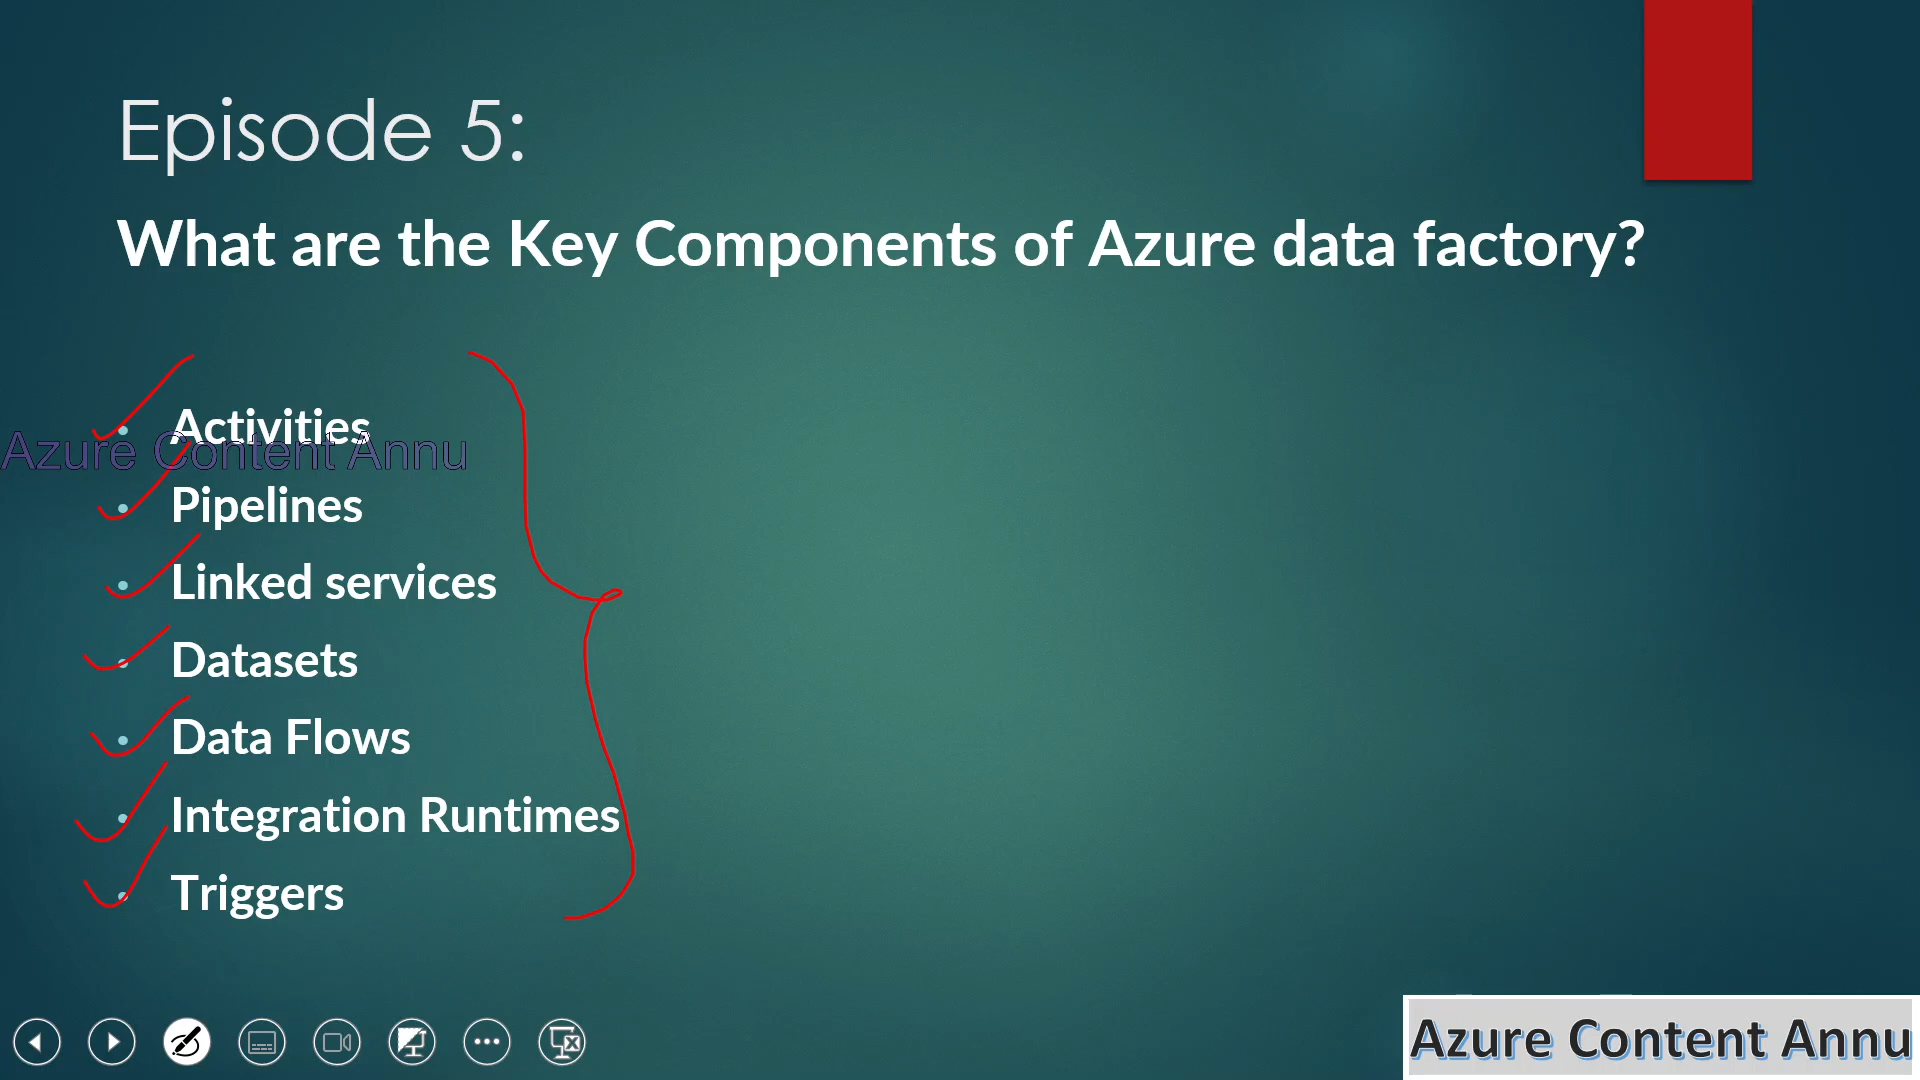 Episode 5:
What are the Key Components of Azure data factory?
• Activities
Azure Content Annu
• Pipelines
• Linked services
• Datasets
• Data Flows
• Integration Runtimes
• Triggers
Azure Content Annu